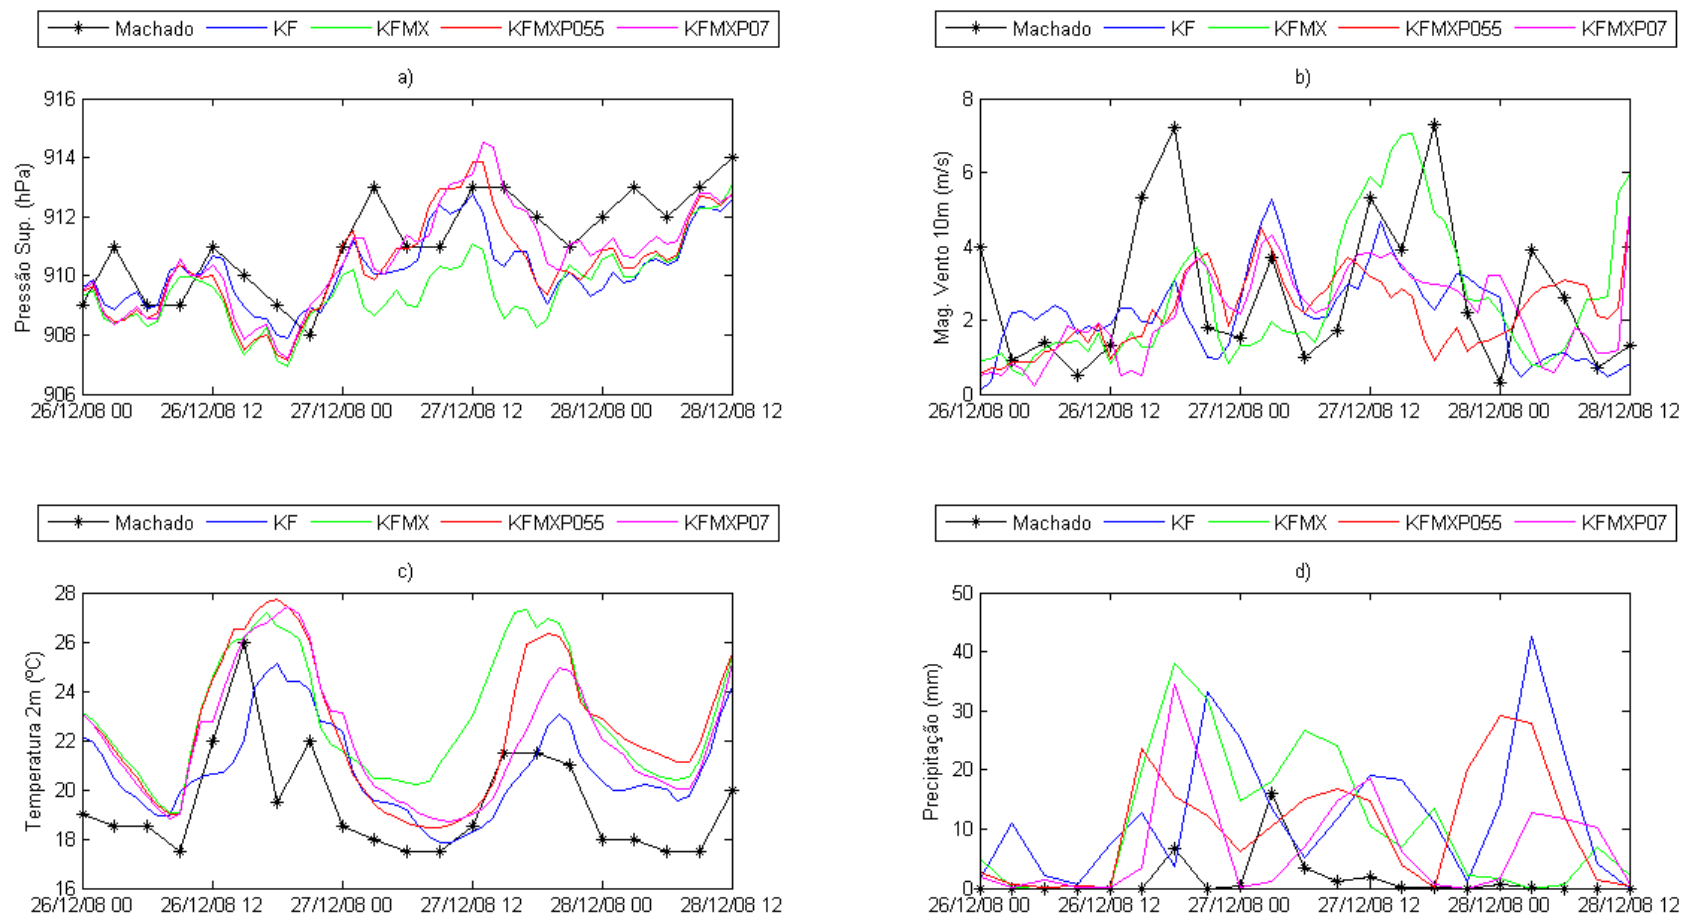 Machado KF KFMX KFMXP055 KFMXP07
a)
Pressão Sup. (hPa)
916
914
912
910
908
906
26/12/08 00 26/12/08 12 27/12/08 00 27/12/08 12 28/12/08 00 28/12/08 12
Machado KF KFMX KFMXP055 KFMXP07
b)
Mag. Vento 10m (m/s)
8
6
4
2
0
26/12/08 00 26/12/08 12 27/12/08 00 27/12/08 12 28/12/08 00 28/12/08 12
Machado KF KFMX KFMXP055 KFMXP07
c)
Temperatura 2m (ºC)
28
26
24
22
20
18
16
26/12/08 00 26/12/08 12 27/12/08 00 27/12/08 12 28/12/08 00 28/12/08 12
Machado KF KFMX KFMXP055 KFMXP07
d)
Precipitação (mm)
50
40
30
20
10
0
26/12/08 00 26/12/08 12 27/12/08 00 27/12/08 12 28/12/08 00 28/12/08 12